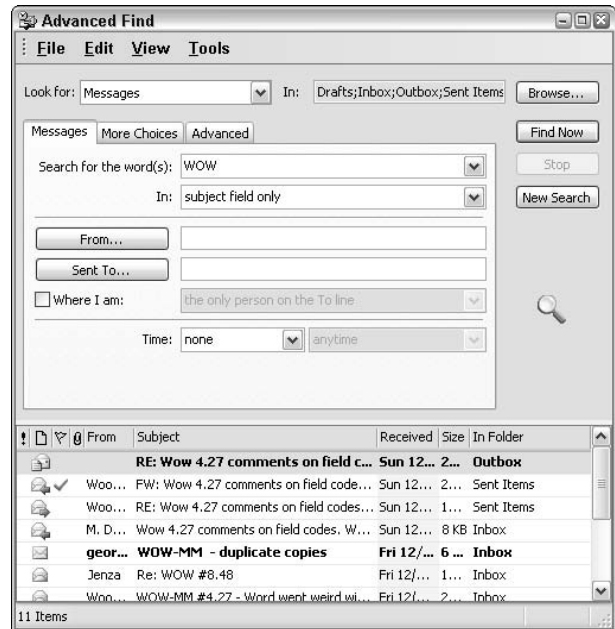 Advanced Find
File Edit View Tools
Look for: Messages In: Drafts;Inbox;Outbox;Sent Items Browse...
Messages More Choices Advanced Find Now
Search for the word(s): WOW Stop
In: subject field only New Search
From...
Sent To...
Where I am: the only person on the To line
Time: none anytime
! From Subject Received Size In Folder
RE: Wow 4.27 comments on field c... Sun 12... 2... Outbox
Woo... FW: Wow 4.27 comments on field code... Sun 12... 2... Sent Items
Woo... RE: Wow 4.27 comments on field codes... Sun 12... 1... Sent Items
M. D... Wow 4.27 comments on field codes. W... Sun 12... 8 KB Inbox
geor... WOW-MM - duplicate copies Fri 12/... 6 ... Inbox
Jenza Re: WOW #8.48 Fri 12/... 1... Inbox
Woo... WOW-MM #4.27 - Word went weird wi... Fri 12/... 2... Inbox
11 Items